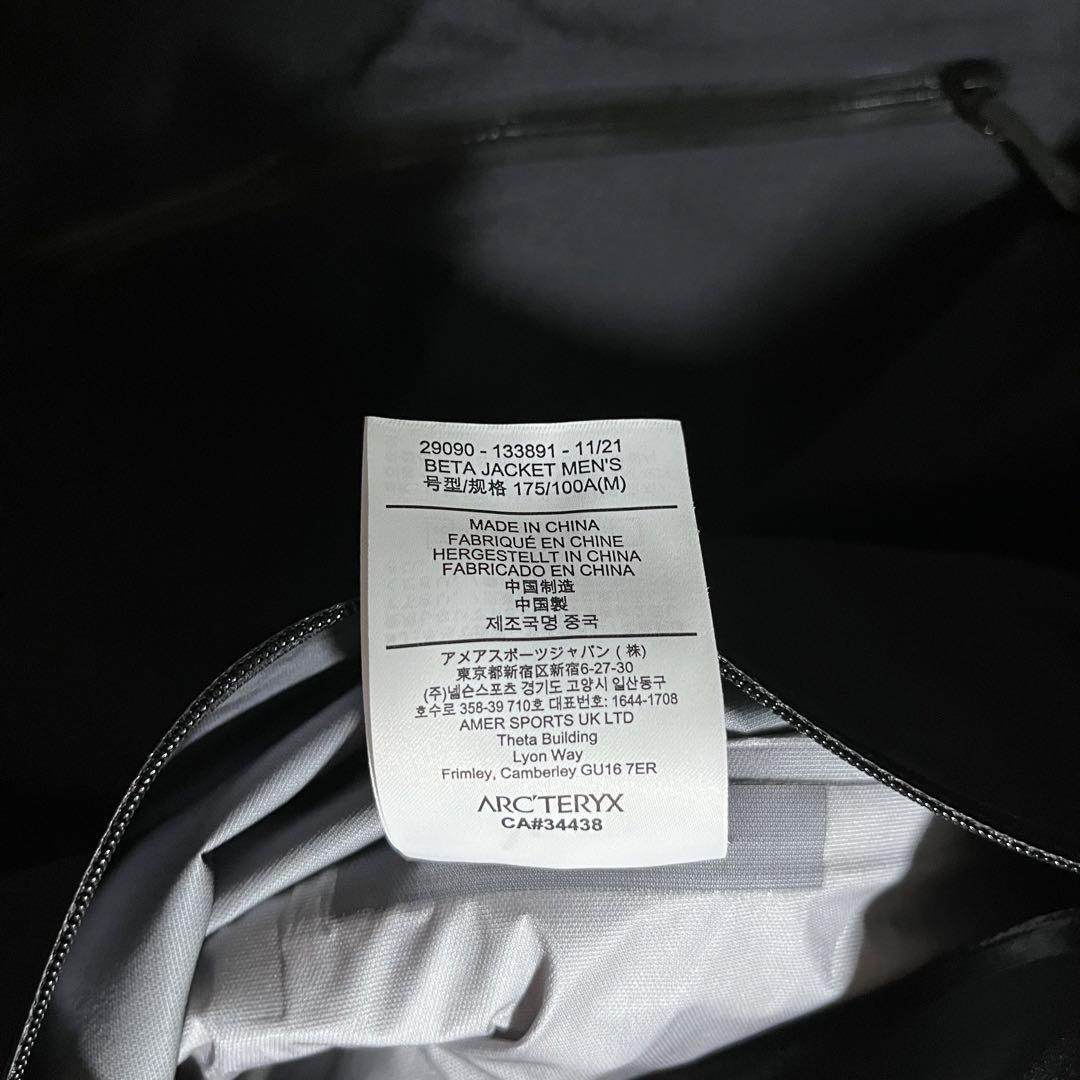 29090 - 133891 - 11/21
BETA JACKET MEN'S
号型/规格 175/100A(M)
MADE IN CHINA
FABRIQUÉ EN CHINE
HERGESTELLT IN CHINA
FABRICADO EN CHINA
中国制造
中国製
제조국명 중국
アメアスポーツジャパン ( 株)
東京都新宿区新宿6-27-30
(주)넬슨스포츠 경기도 고양시 일산동구
호수로 358-39 710호 대표번호: 1644-1708
AMER SPORTS UK LTD
Theta Building
Lyon Way
Frimley, Camberley GU16 7ER
ARC'TERYX
CA#34438